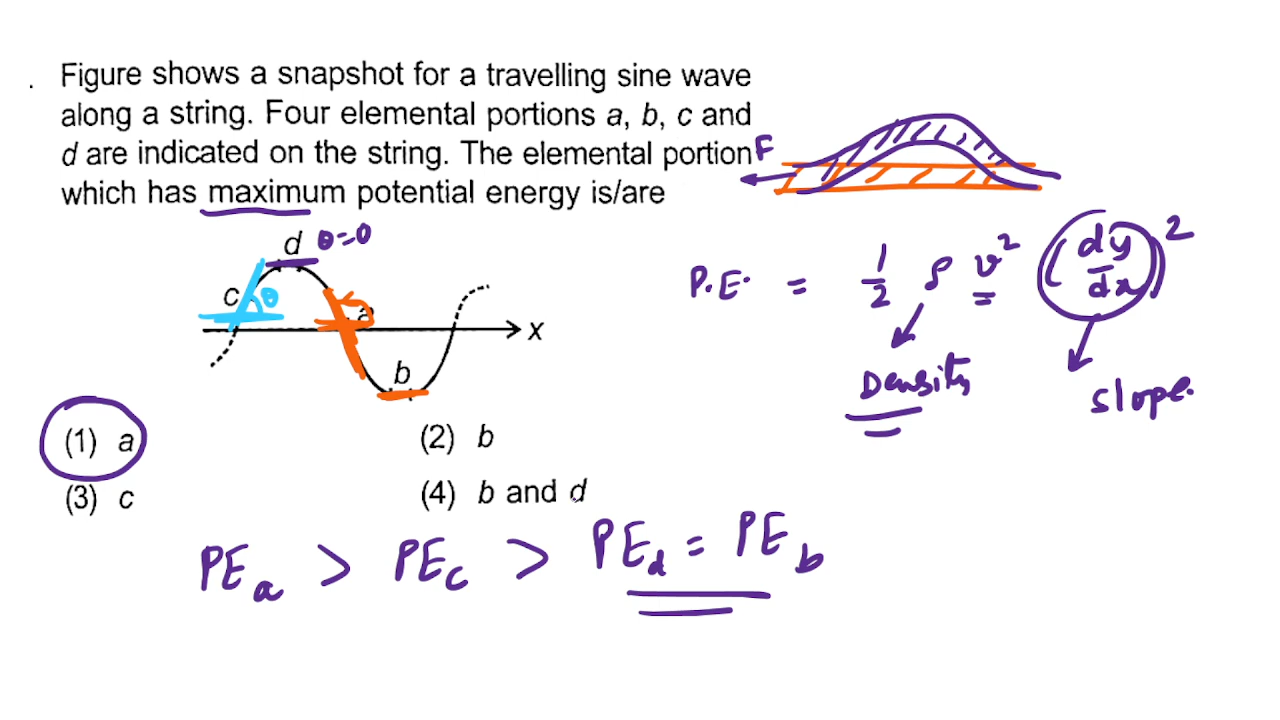 . Figure shows a snapshot for a travelling sine wave
along a string. Four elemental portions a, b, c and
d are indicated on the string. The elemental portion
which has maximum potential energy is/are
F
d θ=0
c θ
a
x
b
P.E. = 1/2 ρ v² (dy/dx)²
Density
slope.
(1) a
(2) b
(3) c
(4) b and d
PEa > PEc > PEd = PEb